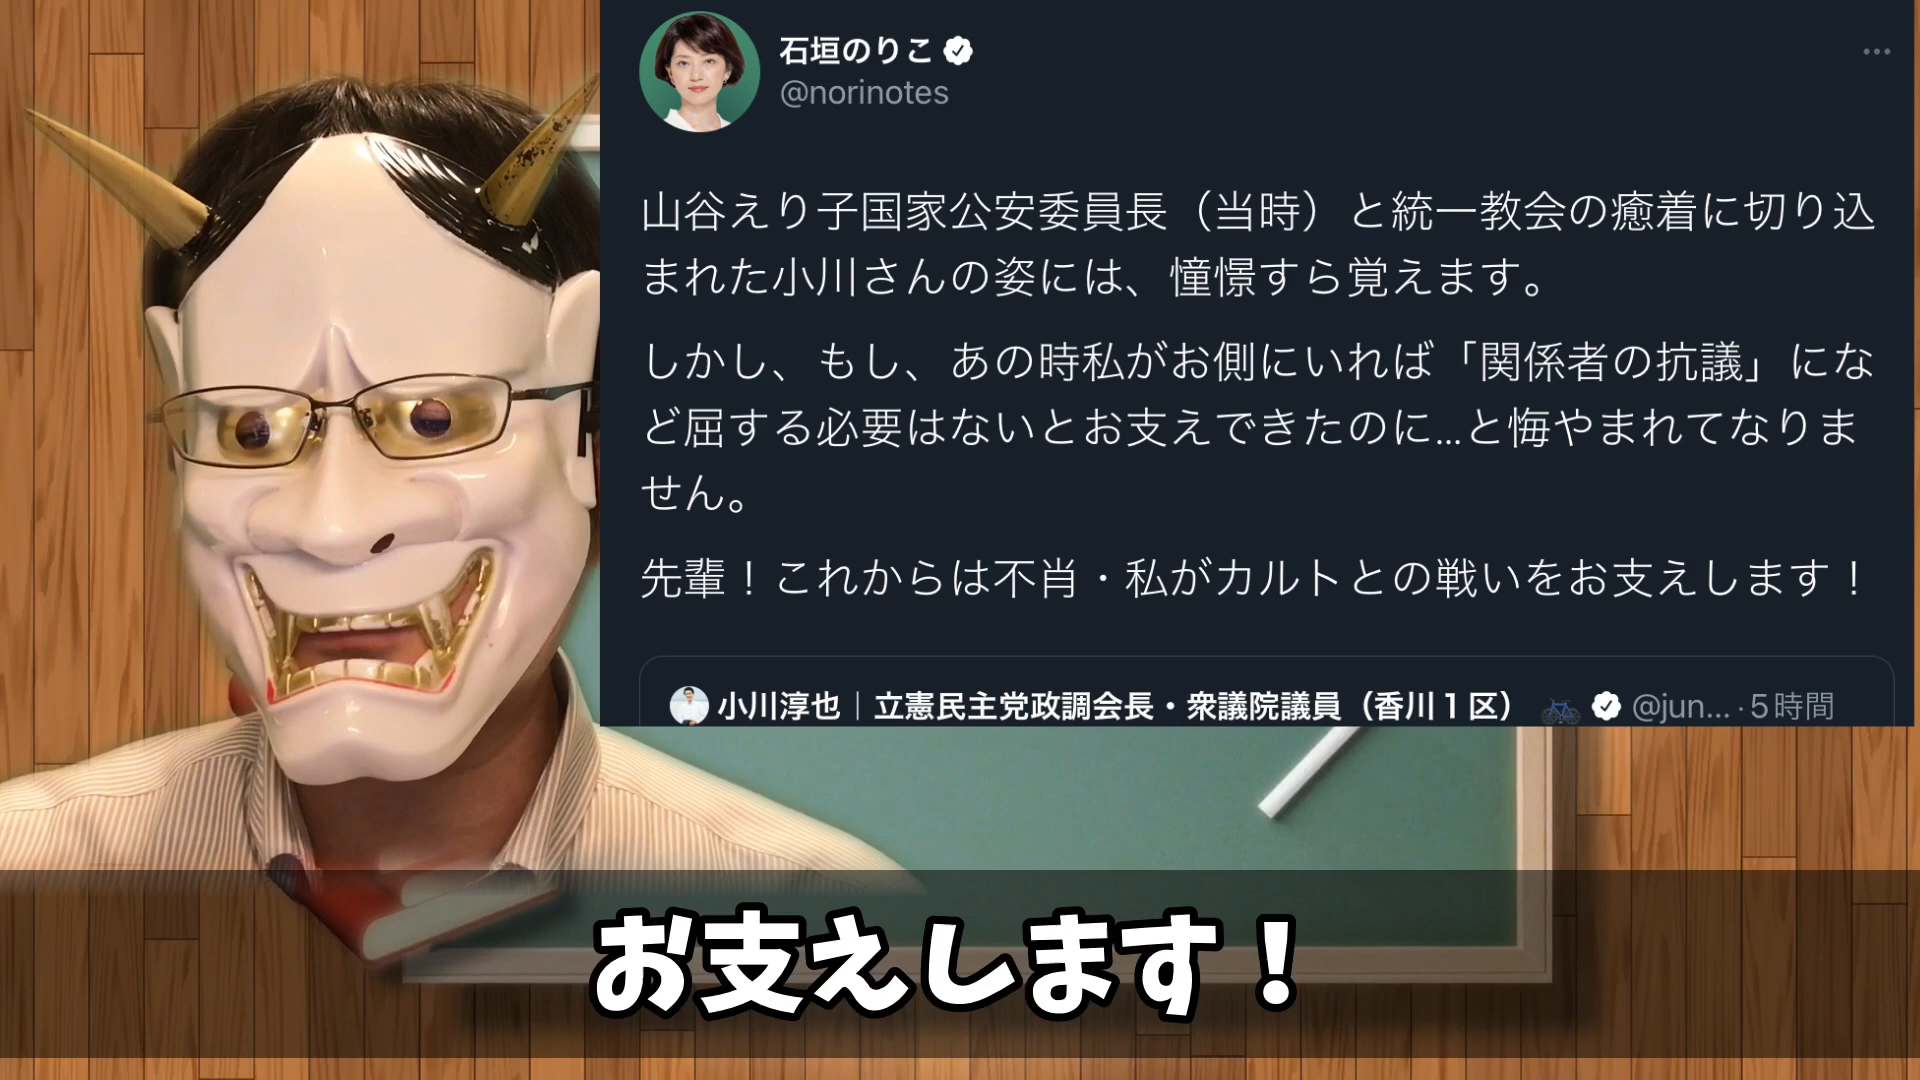 石垣のりこ
@norinotes
山谷えり子国家公安委員長（当時）と統一教会の癒着に切り込
まれた小川さんの姿には、憧憬すら覚えます。
しかし、もし、あの時私がお側にいれば「関係者の抗議」にな
ど屈する必要はないとお支えできたのに...と悔やまれてなりま
せん。
先輩！これからは不肖・私がカルトとの戦いをお支えします！
小川淳也｜立憲民主党政調会長・衆議院議員（香川１区） @jun... · 5時間
お支えします！